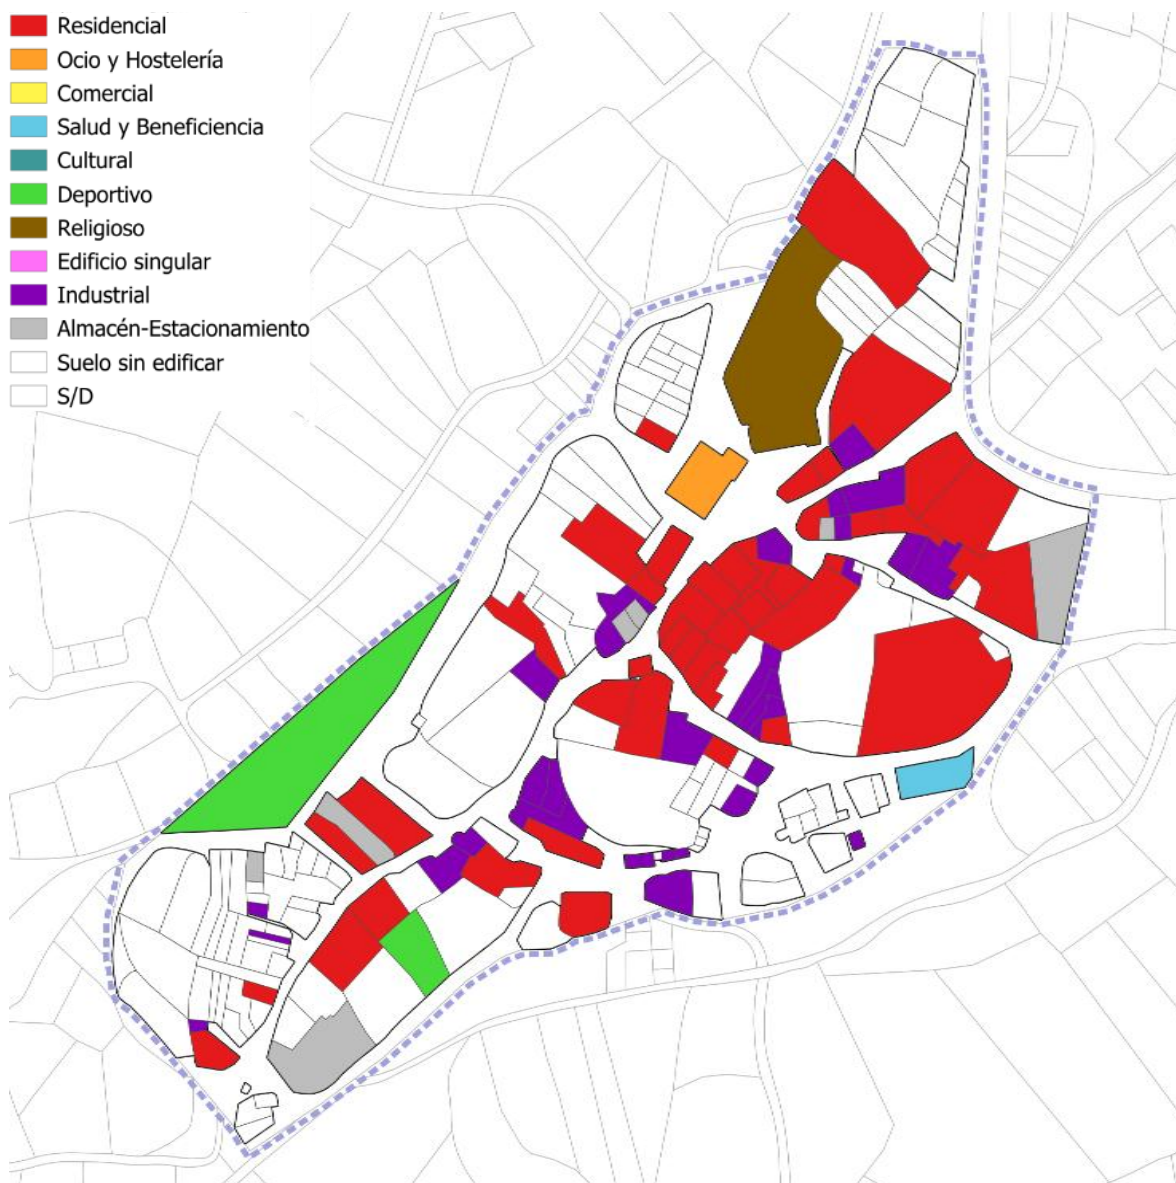 Residencial
Ocio y Hostelería
Comercial
Salud y Beneficiencia
Cultural
Deportivo
Religioso
Edificio singular
Industrial
Almacén-Estacionamiento
Suelo sin edificar
S/D